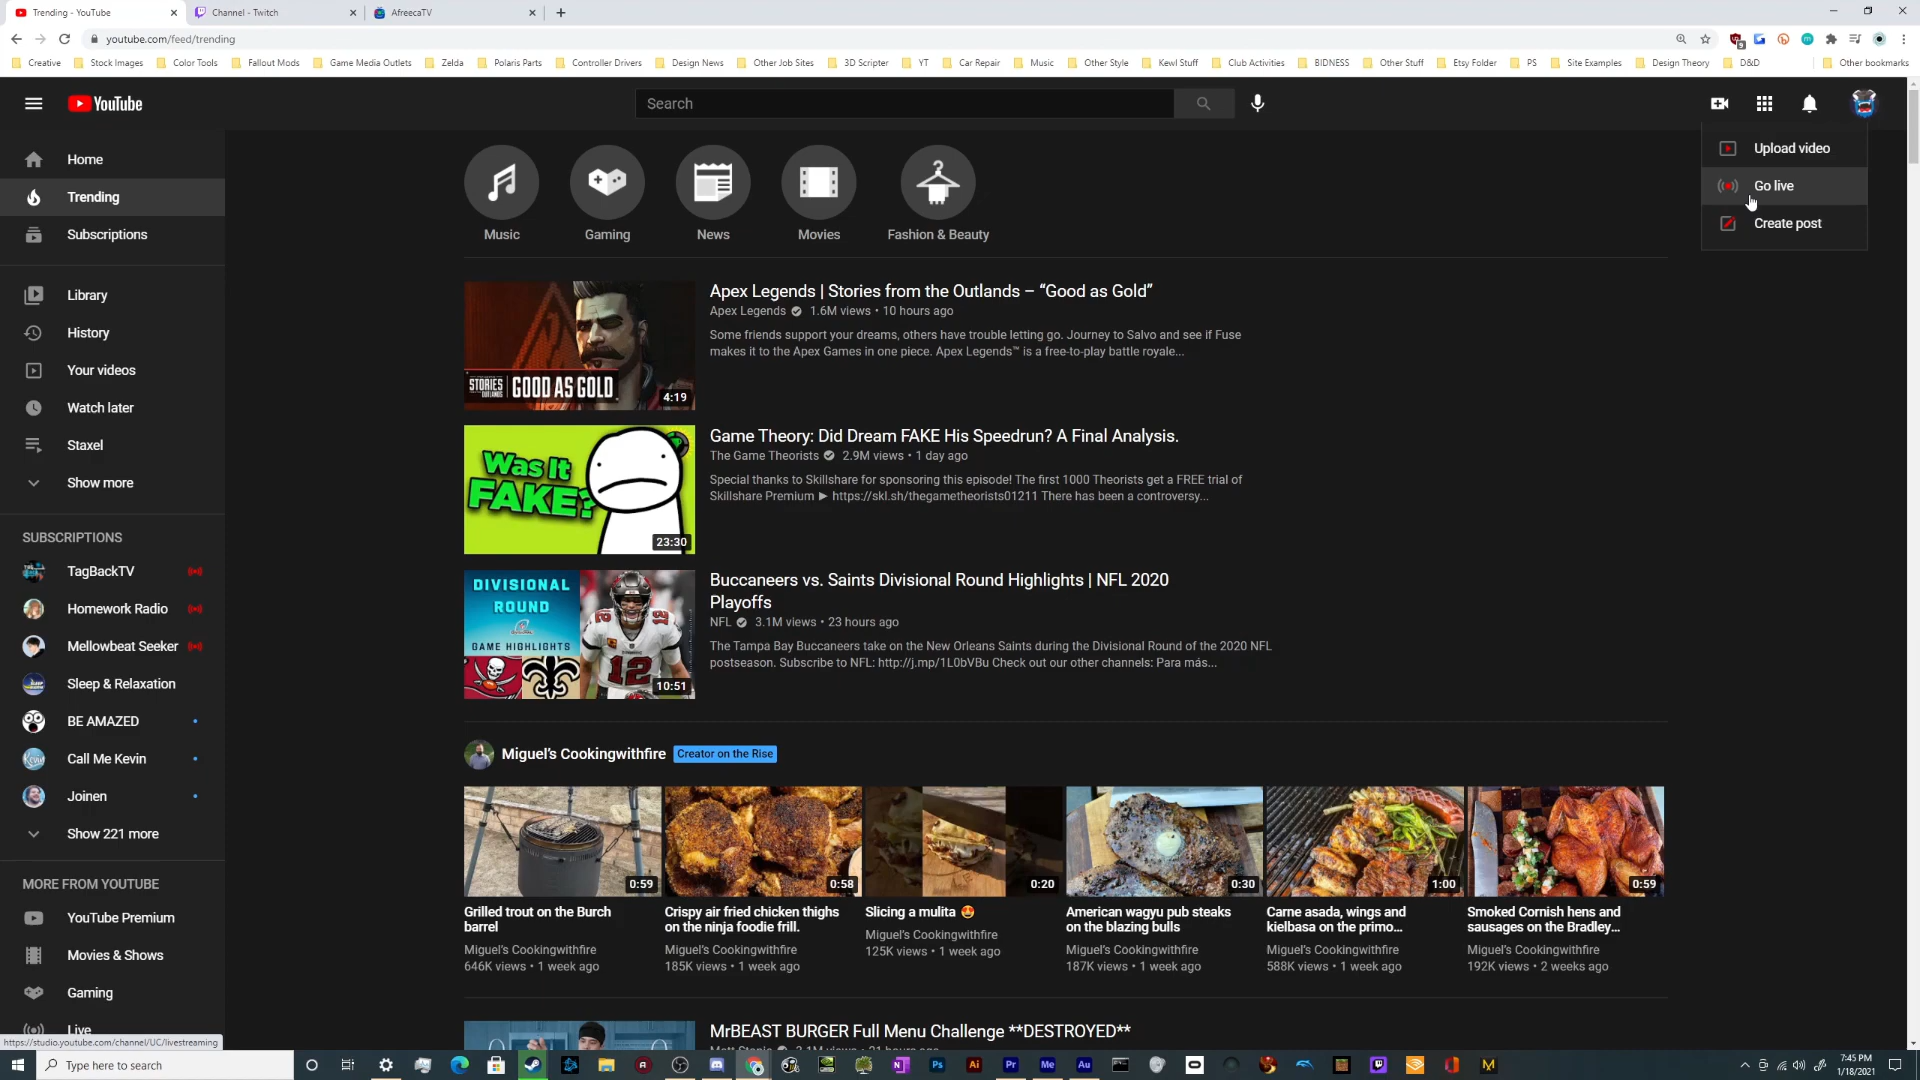 Trending - YouTube
Channel - Twitch
AfreecaTV
youtube.com/feed/trending
9
Creative
Stock Images
Color Tools
Fallout Mods
Game Media Outlets
Zelda
Polaris Parts
Controller Drivers
Design News
Other Job Sites
3D Scripter
YT
Car Repair
Music
Other Style
Kewl Stuff
Club Activities
BIDNESS
Other Stuff
Etsy Folder
PS
Site Examples
Design Theory
D&D
Other bookmarks
YouTube
Search
Upload video
Go live
Create post
Home
Trending
Subscriptions
Library
History
Your videos
Watch later
Staxel
Show more
SUBSCRIPTIONS
TagBackTV
Homework Radio
Mellowbeat Seeker
Sleep & Relaxation
BE AMAZED
Call Me Kevin
Joinen
Show 221 more
MORE FROM YOUTUBE
YouTube Premium
Movies & Shows
Gaming
Live
https://studio.youtube.com/channel/UC/livestreaming
Music
Gaming
News
Movies
Fashion & Beauty
STORIES
OUTLANDS
GOOD AS GOLD
4:19
Apex Legends | Stories from the Outlands – “Good as Gold”
Apex Legends 1.6M views • 10 hours ago
Some friends support your dreams, others have trouble letting go. Journey to Salvo and see if Fuse
makes it to the Apex Games in one piece. Apex Legends™ is a free-to-play battle royale...
Was It
FAKE?
23:30
Game Theory: Did Dream FAKE His Speedrun? A Final Analysis.
The Game Theorists 2.9M views • 1 day ago
Special thanks to Skillshare for sponsoring this episode! The first 1000 Theorists get a FREE trial of
Skillshare Premium ► https://skl.sh/thegametheorists01211 There has been a controversy...
DIVISIONAL
ROUND
GAME HIGHLIGHTS
12
10:51
Buccaneers vs. Saints Divisional Round Highlights | NFL 2020
Playoffs
NFL 3.1M views • 23 hours ago
The Tampa Bay Buccaneers take on the New Orleans Saints during the Divisional Round of the 2020 NFL
postseason. Subscribe to NFL: http://j.mp/1L0bVBu Check out our other channels: Para más...
Miguel's Cookingwithfire
Creator on the Rise
0:59
Grilled trout on the Burch
barrel
Miguel's Cookingwithfire
646K views • 1 week ago
0:58
Crispy air fried chicken thighs
on the ninja foodie frill.
Miguel's Cookingwithfire
185K views • 1 week ago
0:20
Slicing a mulita 🤩
Miguel's Cookingwithfire
125K views • 1 week ago
0:30
American wagyu pub steaks
on the blazing bulls
Miguel's Cookingwithfire
187K views • 1 week ago
1:00
Carne asada, wings and
kielbasa on the primo...
Miguel's Cookingwithfire
588K views • 1 week ago
0:59
Smoked Cornish hens and
sausages on the Bradley...
Miguel's Cookingwithfire
192K views • 2 weeks ago
MrBEAST BURGER Full Menu Challenge **DESTROYED**
Type here to search
Ps
Ai
Pr
Me
Au
7:45 PM
1/18/2021